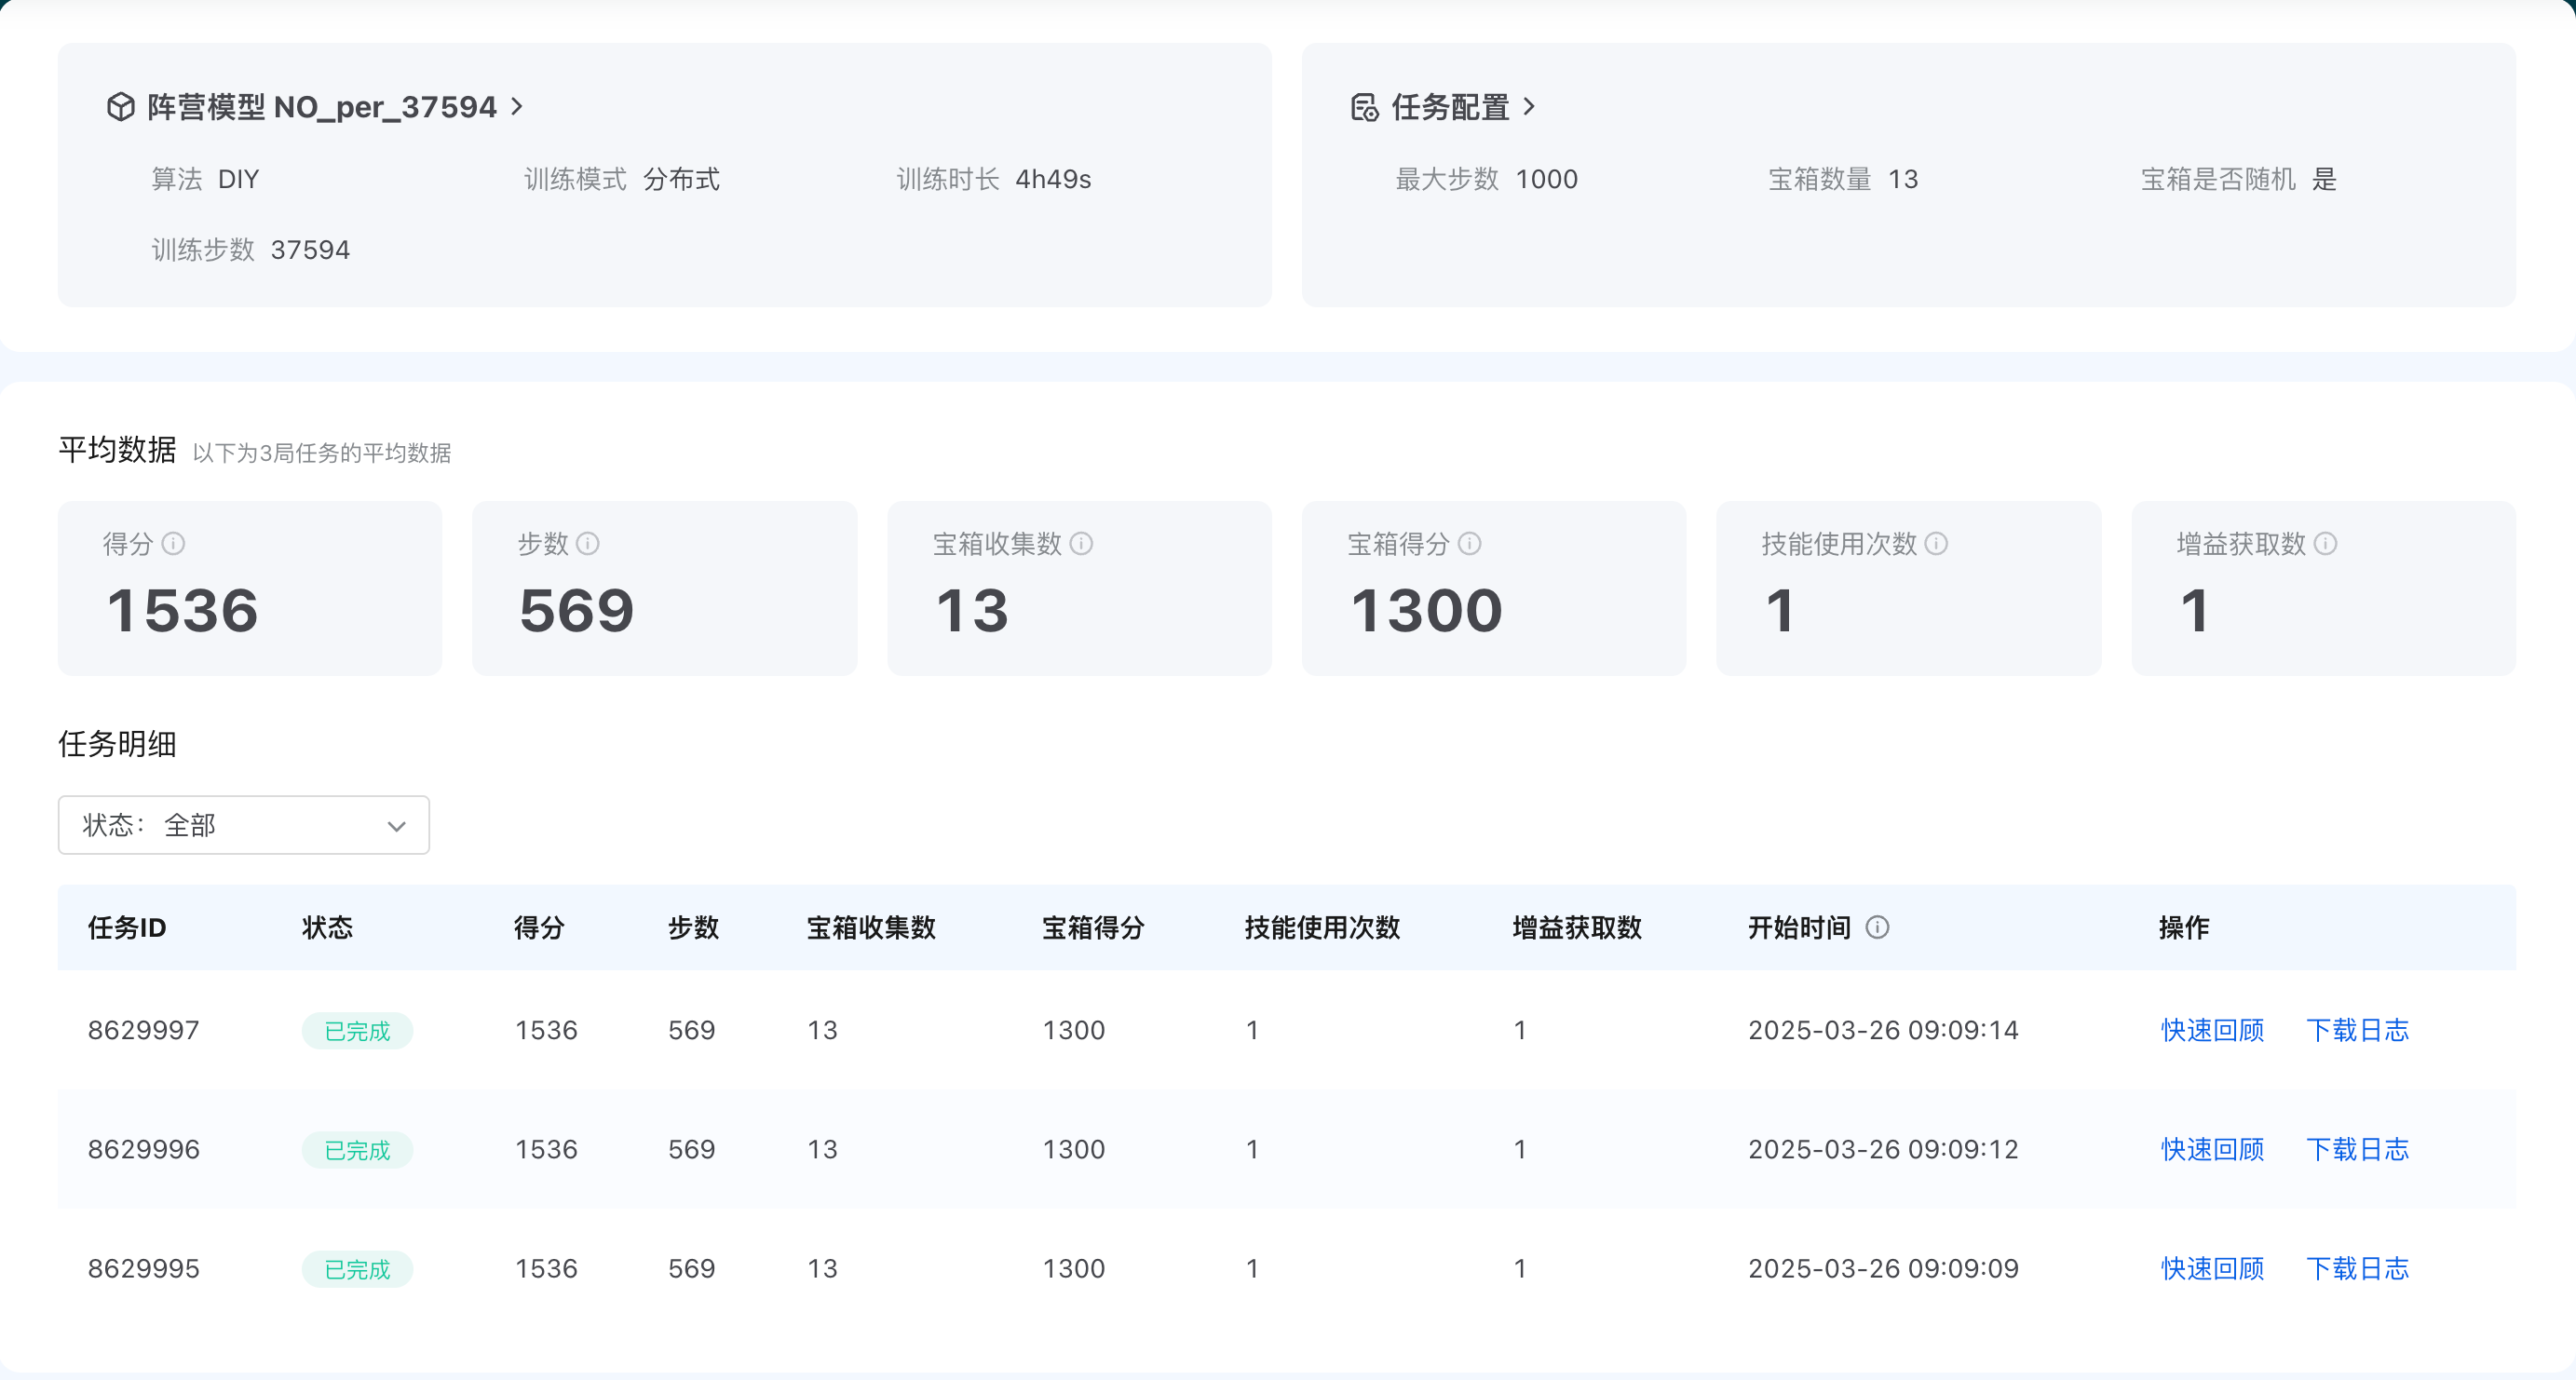 阵营模型 NO_per_37594
算法 DIY 训练模式 分布式 训练时长 4h49s
训练步数 37594
任务配置
最大步数 1000 宝箱数量 13 宝箱是否随机 是
平均数据 以下为3局任务的平均数据
得分 步数 宝箱收集数 宝箱得分 技能使用次数 增益获取数
1536 569 13 1300 1 1
任务明细
状态： 全部
任务ID 状态 得分 步数 宝箱收集数 宝箱得分 技能使用次数 增益获取数 开始时间 操作
8629997 已完成 1536 569 13 1300 1 1 2025-03-26 09:09:14 快速回顾 下载日志
8629996 已完成 1536 569 13 1300 1 1 2025-03-26 09:09:12 快速回顾 下载日志
8629995 已完成 1536 569 13 1300 1 1 2025-03-26 09:09:09 快速回顾 下载日志